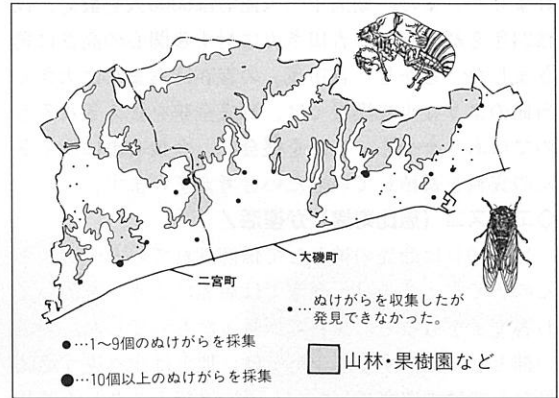 大磯町
二宮町
•…ぬけがらを収集したが
発見できなかった。
●…1〜9個のぬけがらを採集
●…10個以上のぬけがらを採集
山林・果樹園など